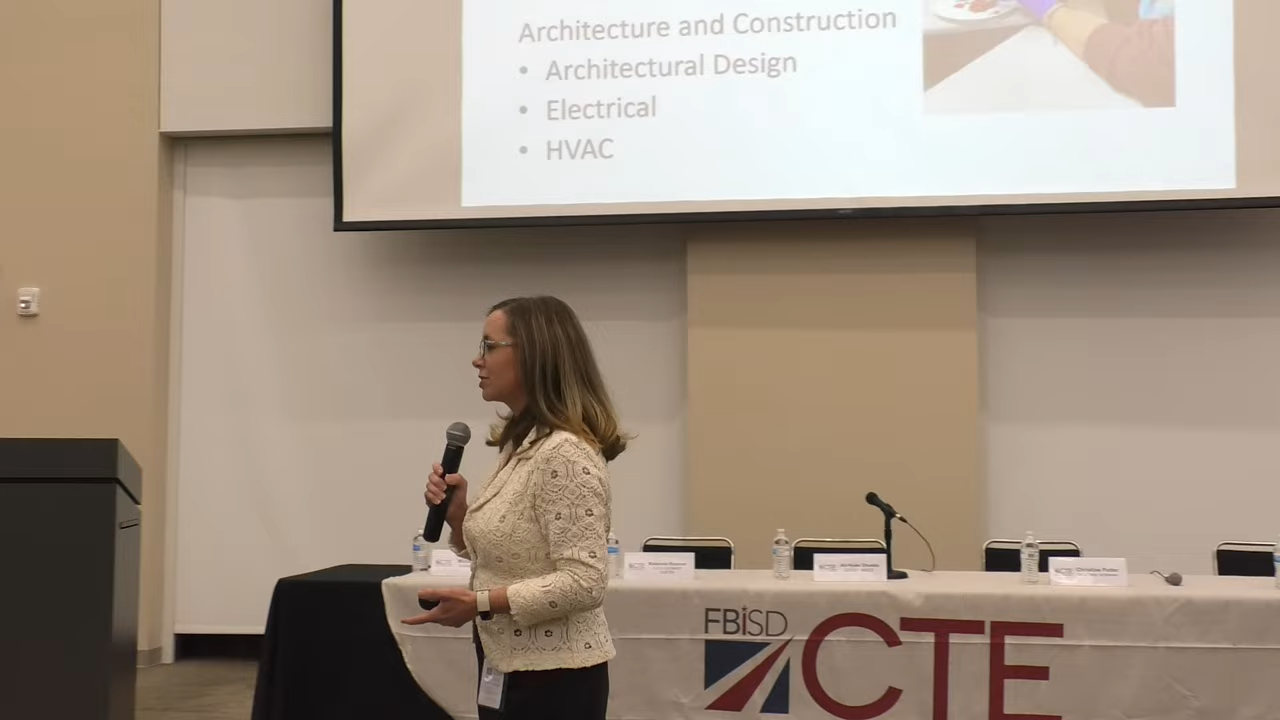 Architecture and Construction
• Architectural Design
• Electrical
• HVAC
FBISD
CTE